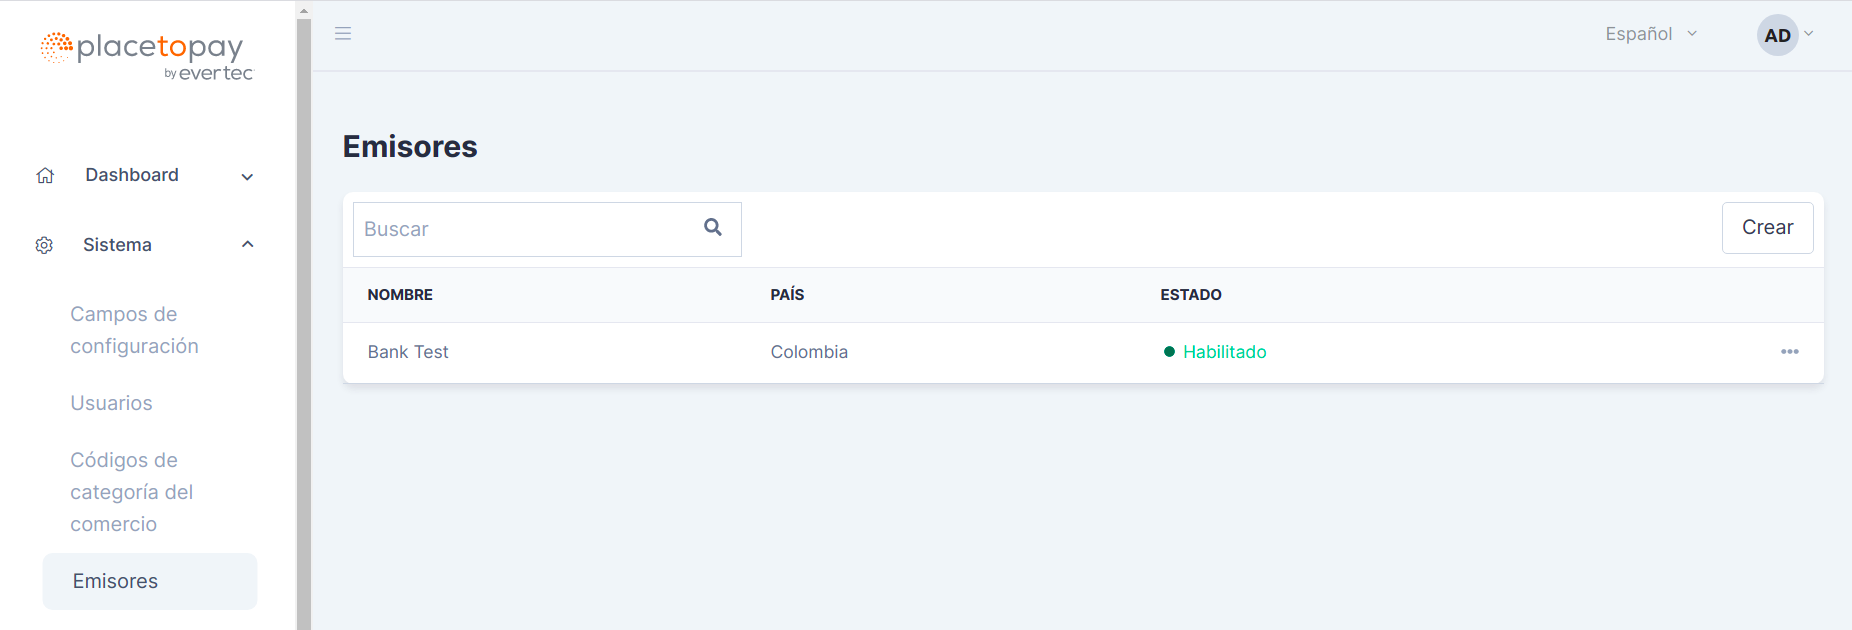 placetopay
by evertec
Dashboard
Sistema
Campos de
configuración
Usuarios
Códigos de
categoría del
comercio
Emisores
Español
AD
Emisores
Buscar
Crear
NOMBRE PAÍS ESTADO
Bank Test Colombia Habilitado